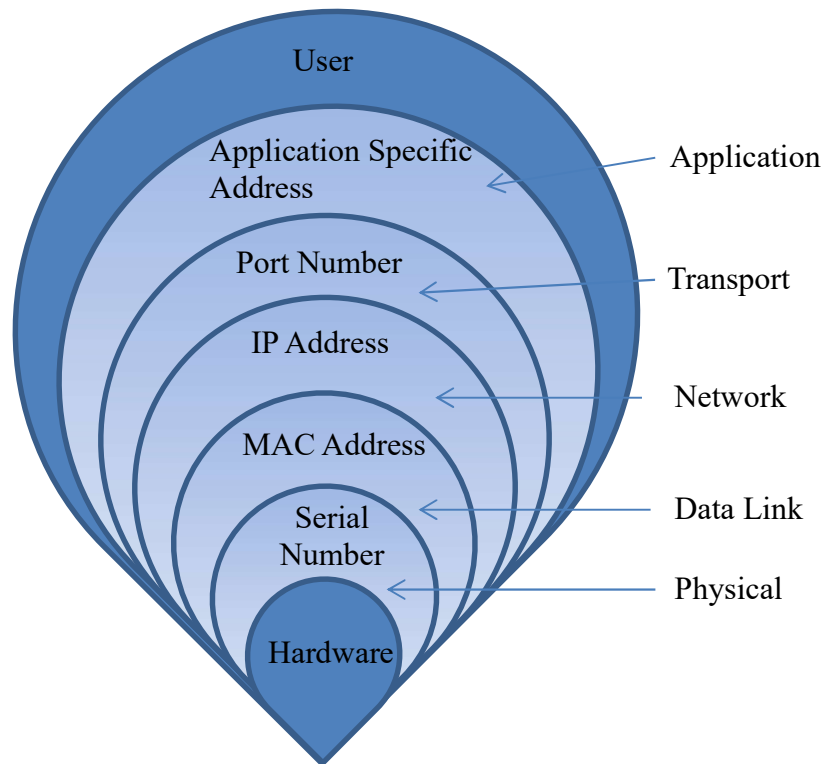 User
Application Specific
Address
Application
Port Number
Transport
IP Address
Network
MAC Address
Data Link
Serial
Number
Physical
Hardware